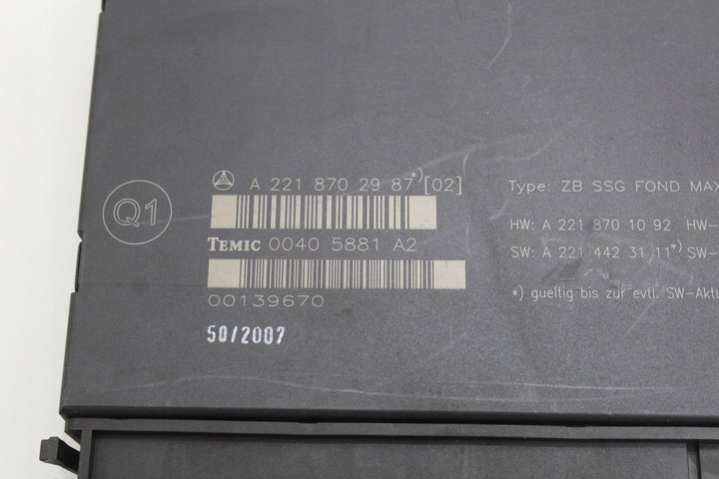 Q1
A 221 870 29 87*)[02]
TEMIC 0040 5881 A2
00139670
50/2007
Type: ZB SSG FOND MAX
HW: A 221 870 10 92 HW-
SW: A 221 442 31 11*) SW-
*) gueltig bis zur evtl. SW-Aktu